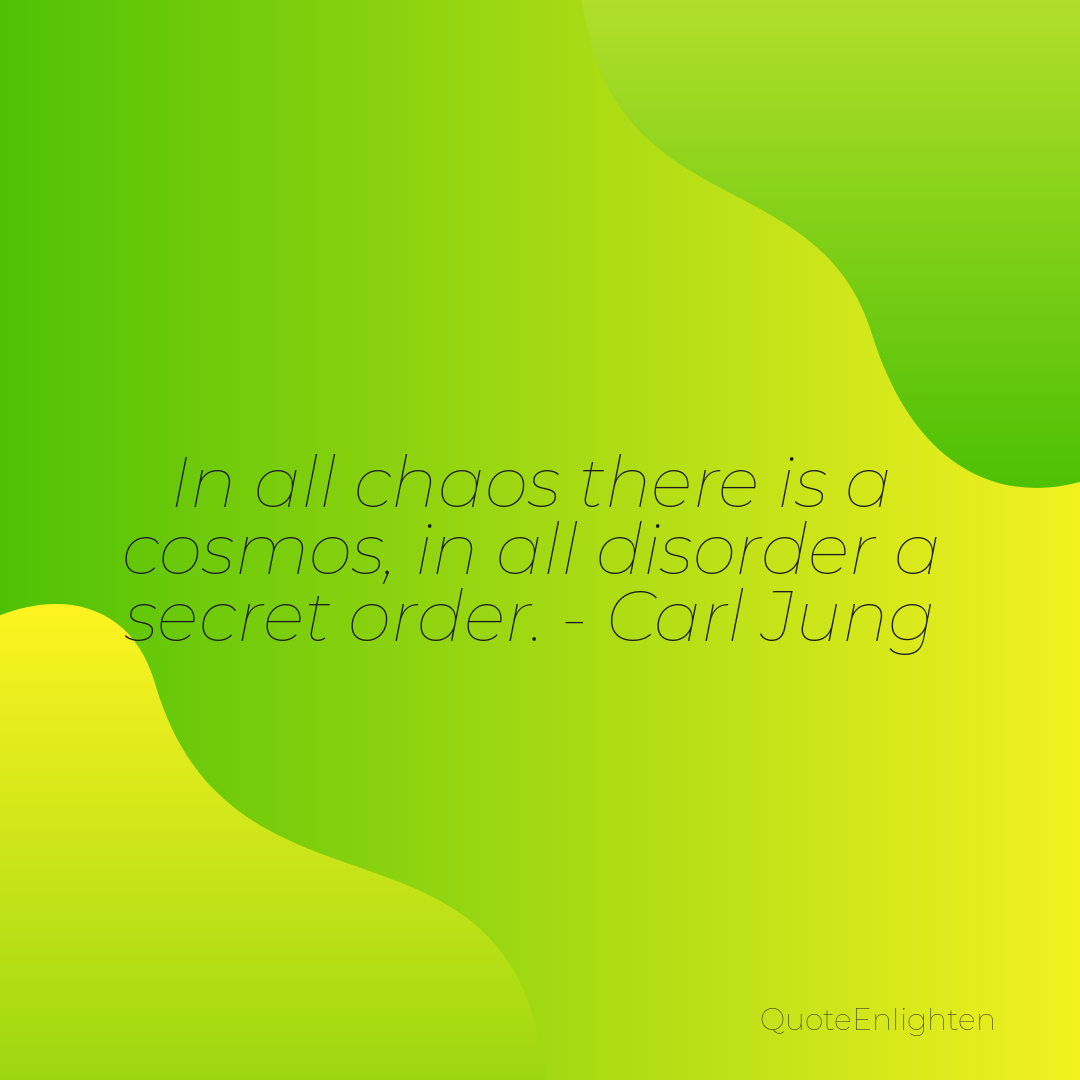 In all chaos there is a
cosmos, in all disorder a
secret order. - Carl Jung
QuoteEnlighten